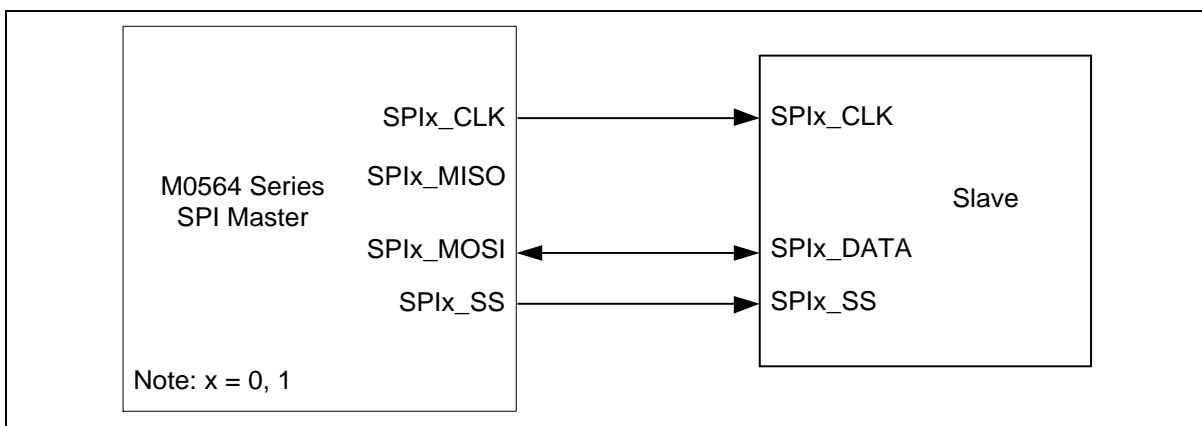 M0564 Series
SPI Master
SPIx_CLK
SPIx_MISO
SPIx_MOSI
SPIx_SS
Note: x = 0, 1
SPIx_CLK
SPIx_DATA
SPIx_SS
Slave